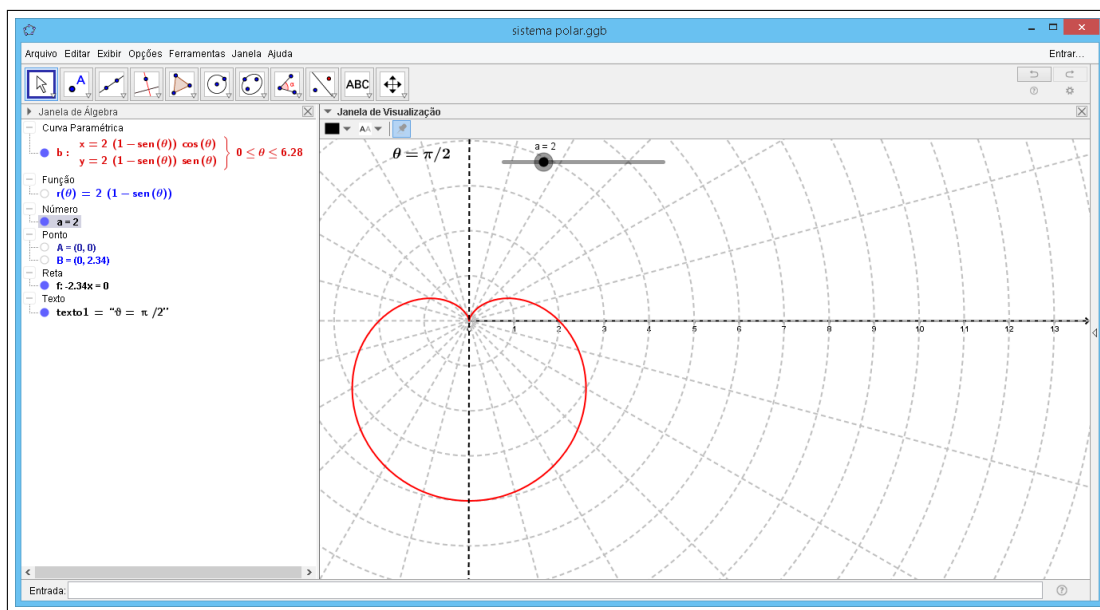 sistema polar.ggb
Arquivo Editar Exibir Opções Ferramentas Janela Ajuda
Entrar...
ABC
Janela de Álgebra
Curva Paramétrica
b : x = 2 (1 − sen(θ)) cos(θ)
y = 2 (1 − sen(θ)) sen(θ) } 0 ≤ θ ≤ 6.28
Função
r(θ) = 2 (1 − sen(θ))
Número
a = 2
Ponto
A = (0, 0)
B = (0, 2.34)
Reta
f: -2.34x = 0
Texto
texto1 = "ϑ = π /2"
Janela de Visualização
AA
θ = π/2
a = 2
1 2 3 4 5 6 7 8 9 10 11 12 13
Entrada: